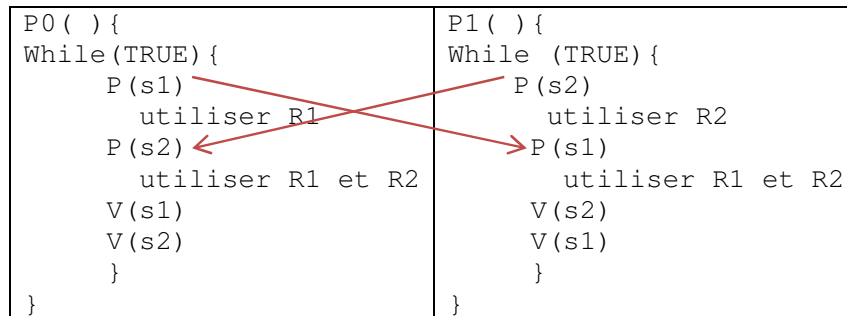 P0( ){
While(TRUE){
P(s1)
utiliser R1
P(s2)
utiliser R1 et R2
V(s1)
V(s2)
}
}
P1( ){
While (TRUE){
P(s2)
utiliser R2
P(s1)
utiliser R1 et R2
V(s2)
V(s1)
}
}